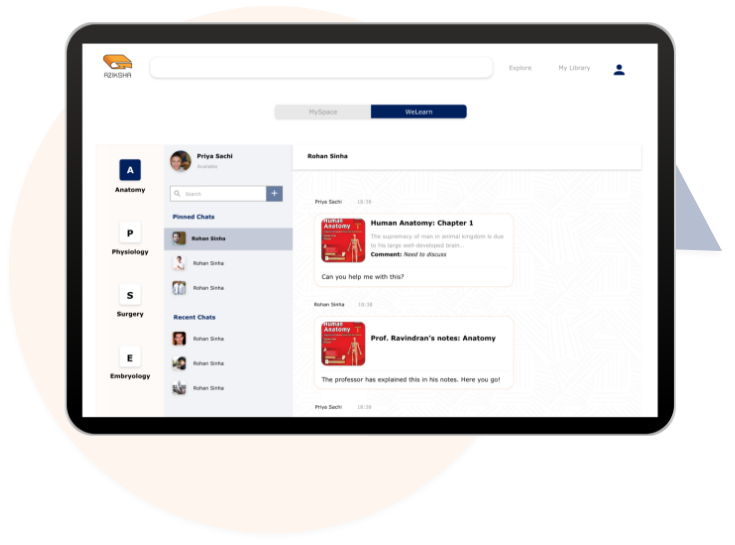 AZIKSHA
Explore
My Library
MySpace
WeLearn
A
Anatomy
P
Physiology
S
Surgery
E
Embryology
Priya Sachi
Available
Search
+
Pinned Chats
Rohan Sinha
Rohan Sinha
Rohan Sinha
Recent Chats
Rohan Sinha
Rohan Sinha
Rohan Sinha
Rohan Sinha
Priya Sachi 18:38
Human
Anatomy
Human Anatomy: Chapter 1
The supremacy of man in animal kingdom is due
to his large well-developed brain...
Comment: Need to discuss
Can you help me with this?
Rohan Sinha 18:38
Human
Anatomy
Prof. Ravindran's notes: Anatomy
The professor has explained this in his notes. Here you go!
Priya Sachi 18:38